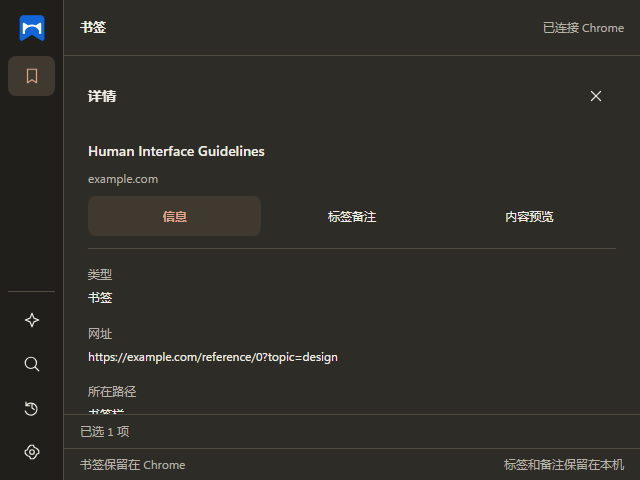 书签
已连接 Chrome
详情
Human Interface Guidelines
example.com
信息
标签备注
内容预览
类型
书签
网址
https://example.com/reference/0?topic=design
所在路径
书签栏
已选 1 项
书签保留在 Chrome
标签和备注保留在本机